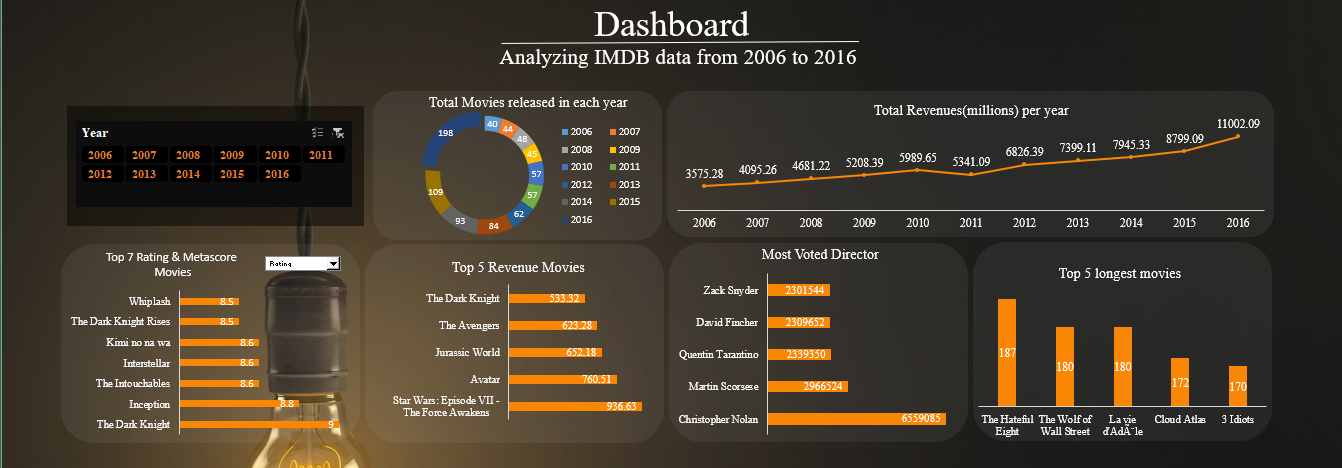 Dashboard
Analyzing IMDB data from 2006 to 2016
Year
2006 2007 2008 2009 2010 2011
2012 2013 2014 2015 2016
Total Movies released in each year
198
40
44
48
45
57
57
62
84
93
109
2006 2007
2008 2009
2010 2011
2012 2013
2014 2015
2016
Total Revenues(millions) per year
3575.28 4095.26 4681.22 5208.39 5989.65 5341.09 6826.39 7399.11 7945.33 8799.09 11002.09
2006 2007 2008 2009 2010 2011 2012 2013 2014 2015 2016
Top 7 Rating & Metascore
Movies
Rating
Whiplash 8.5
The Dark Knight Rises 8.5
Kimi no na wa 8.6
Interstellar 8.6
The Intouchables 8.6
Inception 8.8
The Dark Knight 9
Top 5 Revenue Movies
The Dark Knight 533.32
The Avengers 623.28
Jurassic World 652.18
Avatar 760.51
Star Wars: Episode VII -
The Force Awakens 936.63
Most Voted Director
Zack Snyder 2301544
David Fincher 2309652
Quentin Tarantino 2339350
Martin Scorsese 2966524
Christopher Nolan 6559085
Top 5 longest movies
187 180 180 172 170
The Hateful The Wolf of La vie Cloud Atlas 3 Idiots
Eight Wall Street d'AdÃ¨le